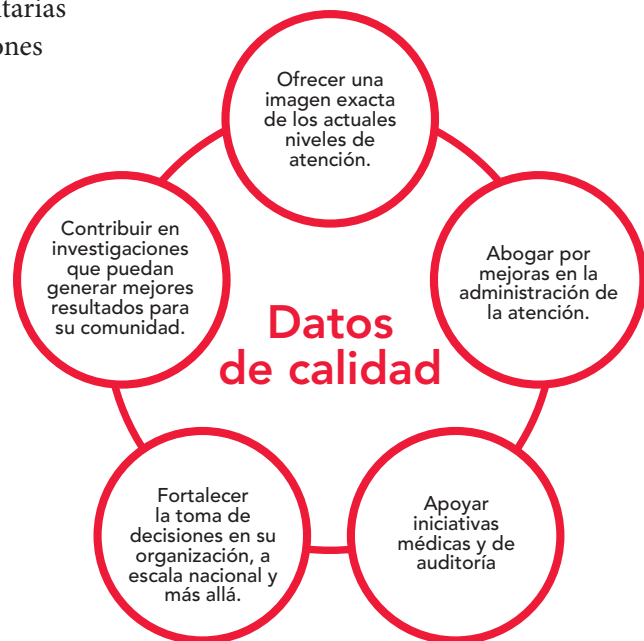 Ofrecer una
imagen exacta
de los actuales
niveles de
atención.
Abogar por
mejoras en la
administración de
la atención.
Apoyar
iniciativas
médicas y de
auditoría
Fortalecer
la toma de
decisiones en su
organización, a
escala nacional y
más allá.
Contribuir en
investigaciones
que puedan
generar mejores
resultados para
su comunidad.
Datos
de calidad